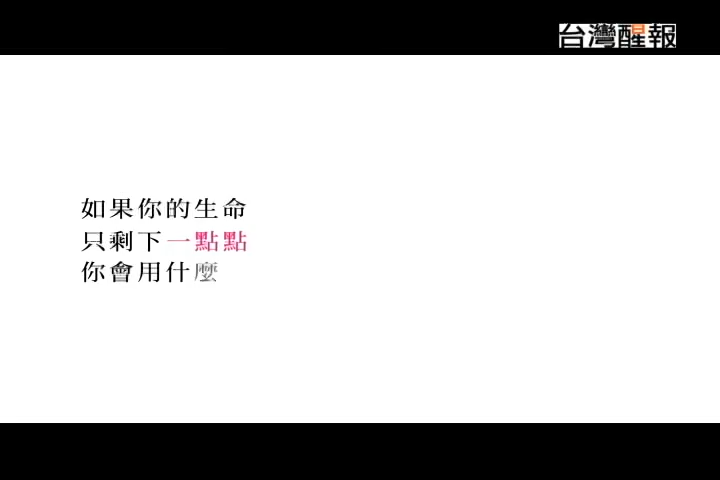 台灣醒報
如果你的生命
只剩下一點點
你會用什麼